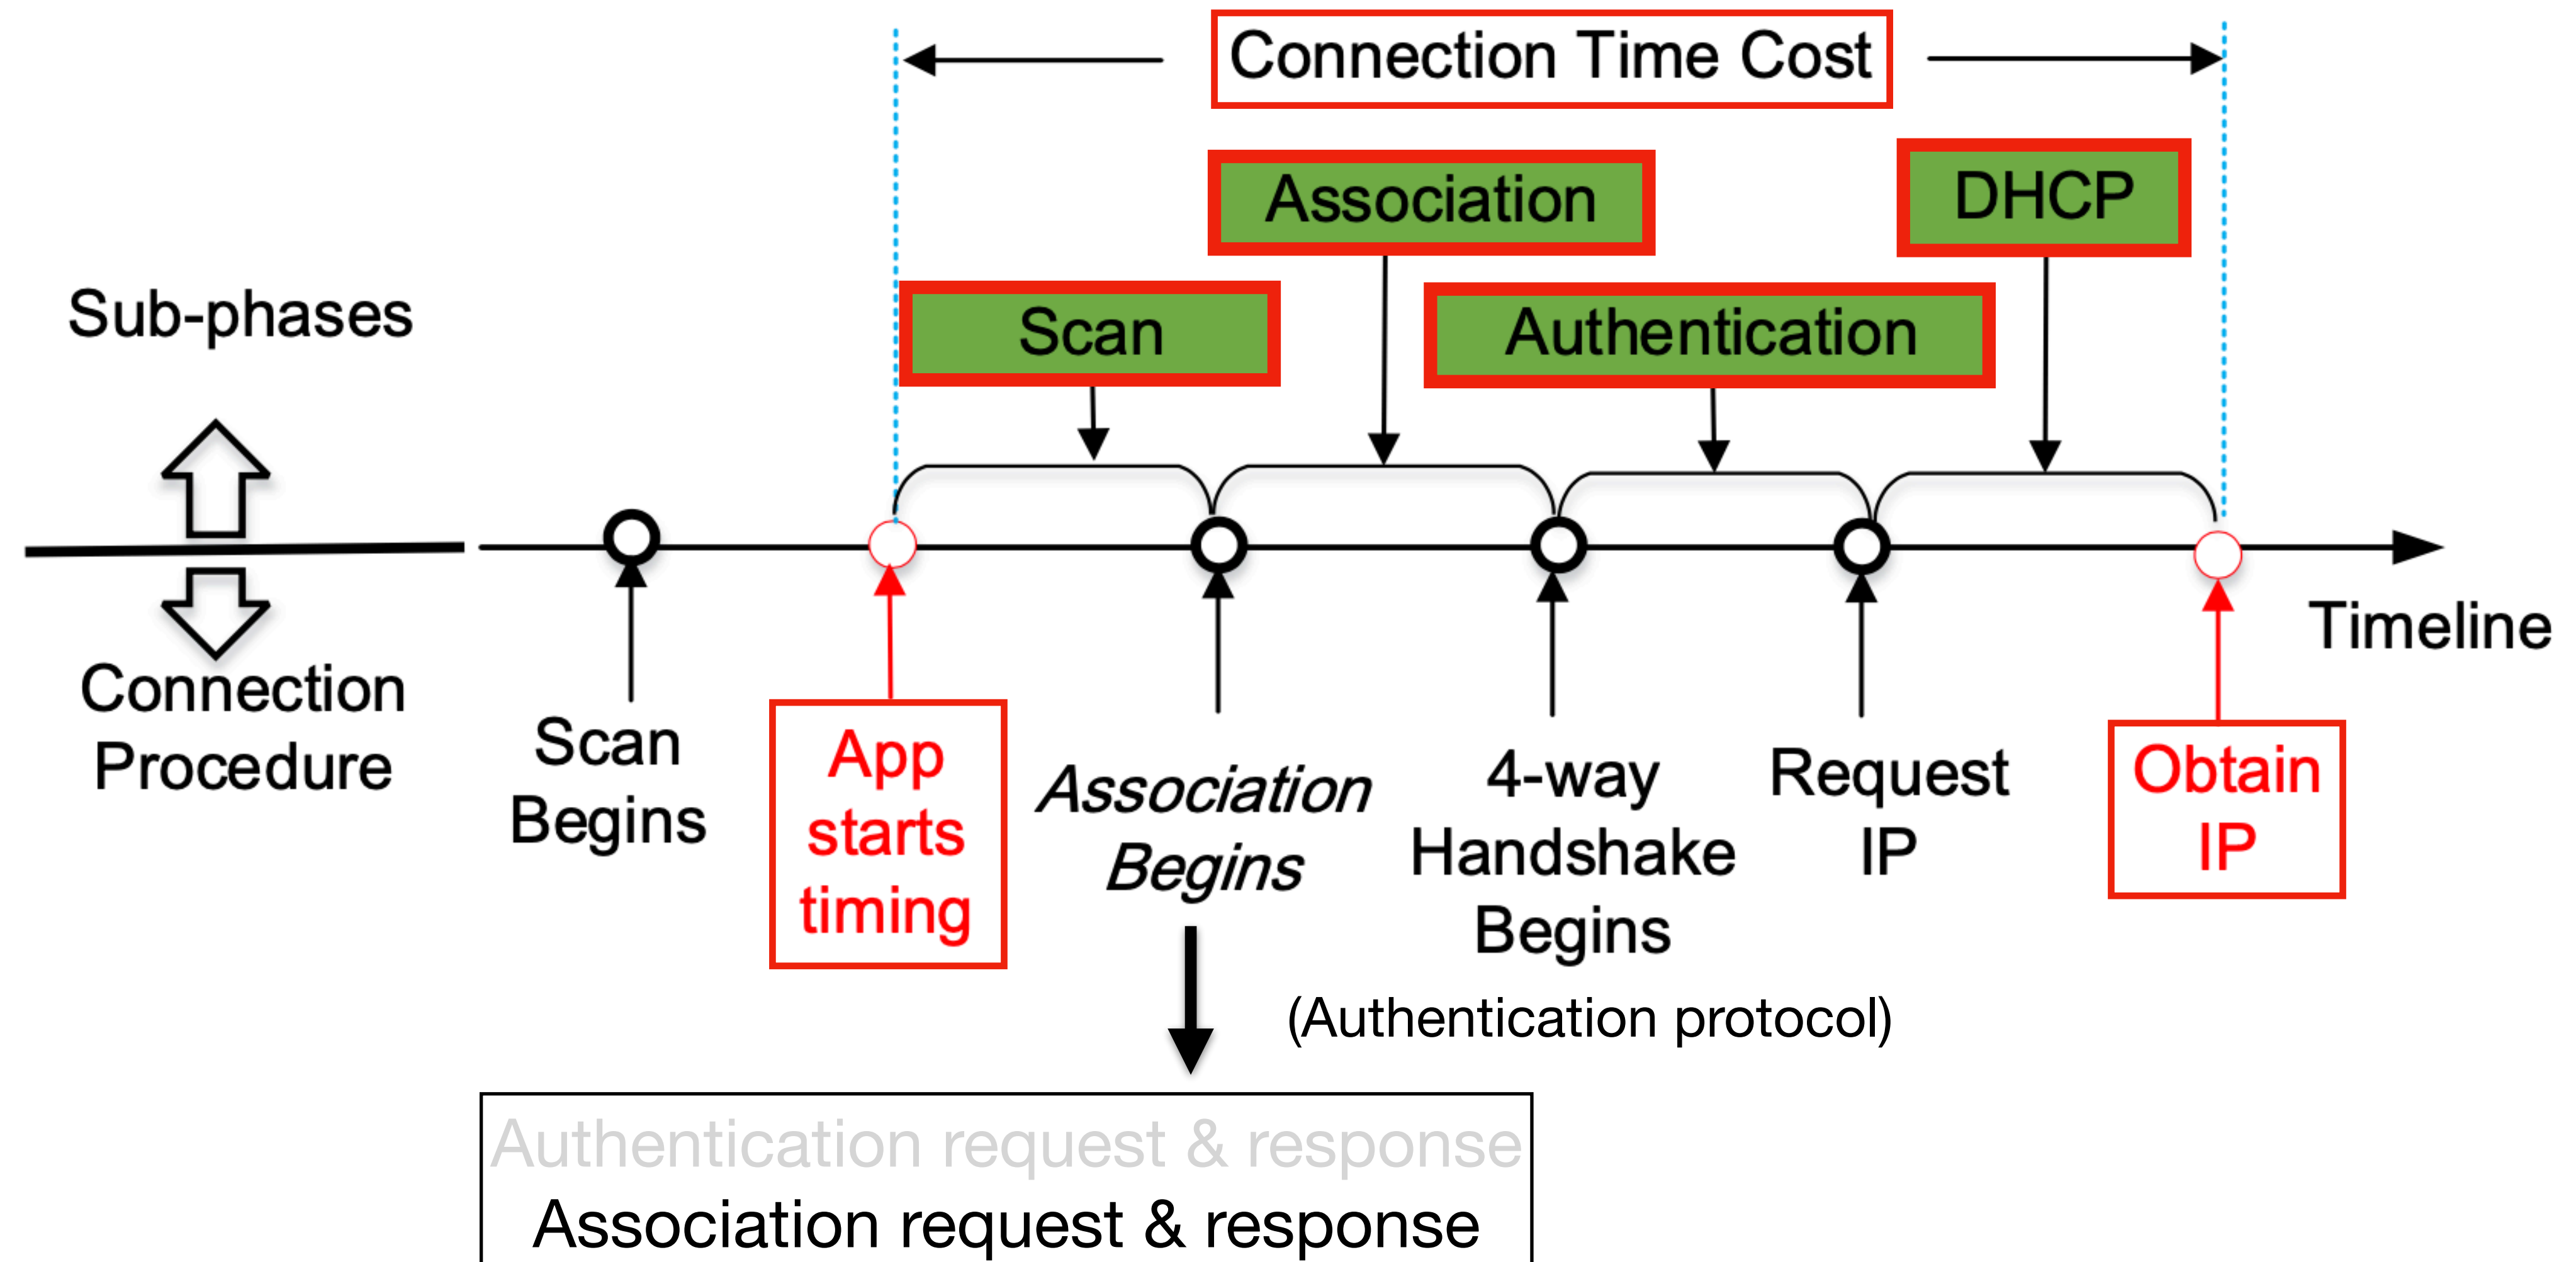 Connection Time Cost
Association
DHCP
Sub-phases
Scan
Authentication
Connection
Procedure
Timeline
Scan
Begins
App
starts
timing
Association
Begins
4-way
Handshake
Begins
(Authentication protocol)
Request
IP
Obtain
IP
Authentication request & response
Association request & response